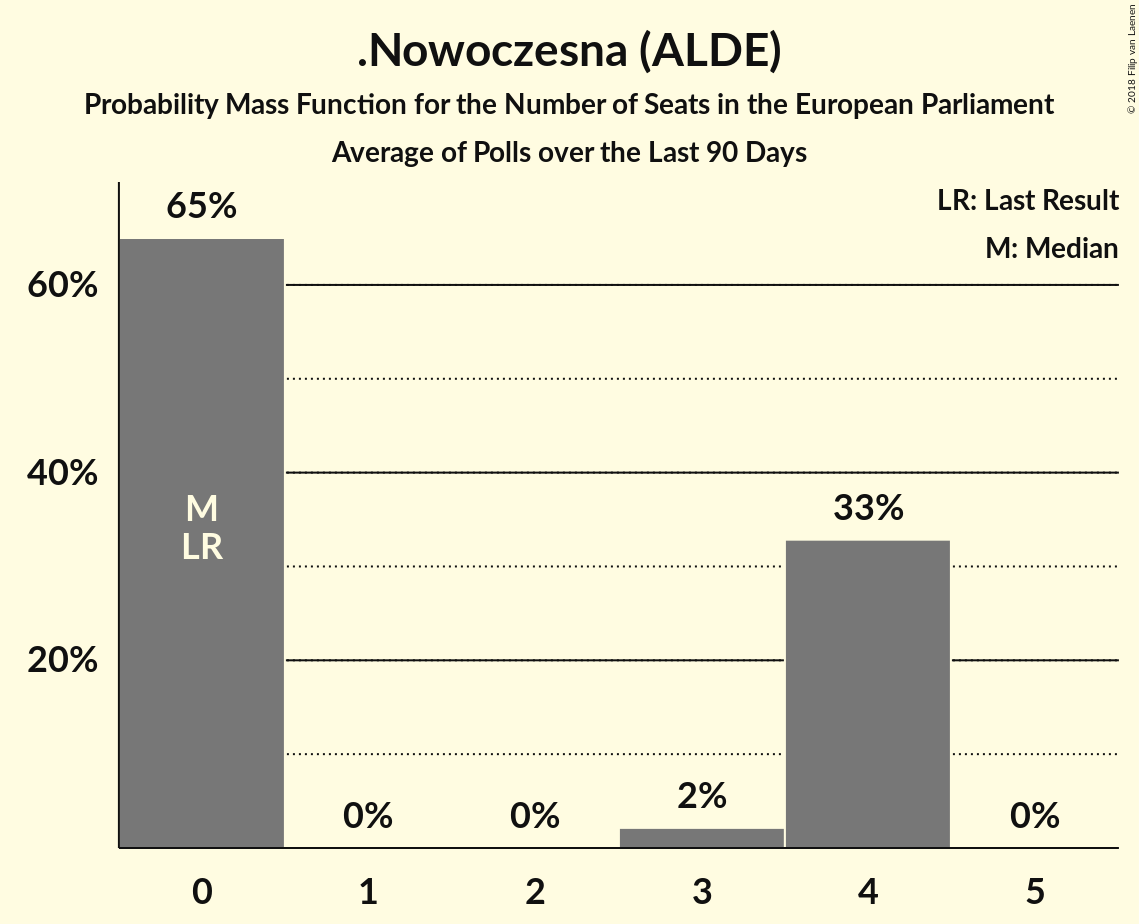 .Nowoczesna (ALDE)
Probability Mass Function for the Number of Seats in the European Parliament
Average of Polls over the Last 90 Days
© 2018 Filip van Laenen
LR: Last Result
M: Median
65%
60%
40%
20%
M
LR
0%
0%
2%
33%
0%
0 1 2 3 4 5